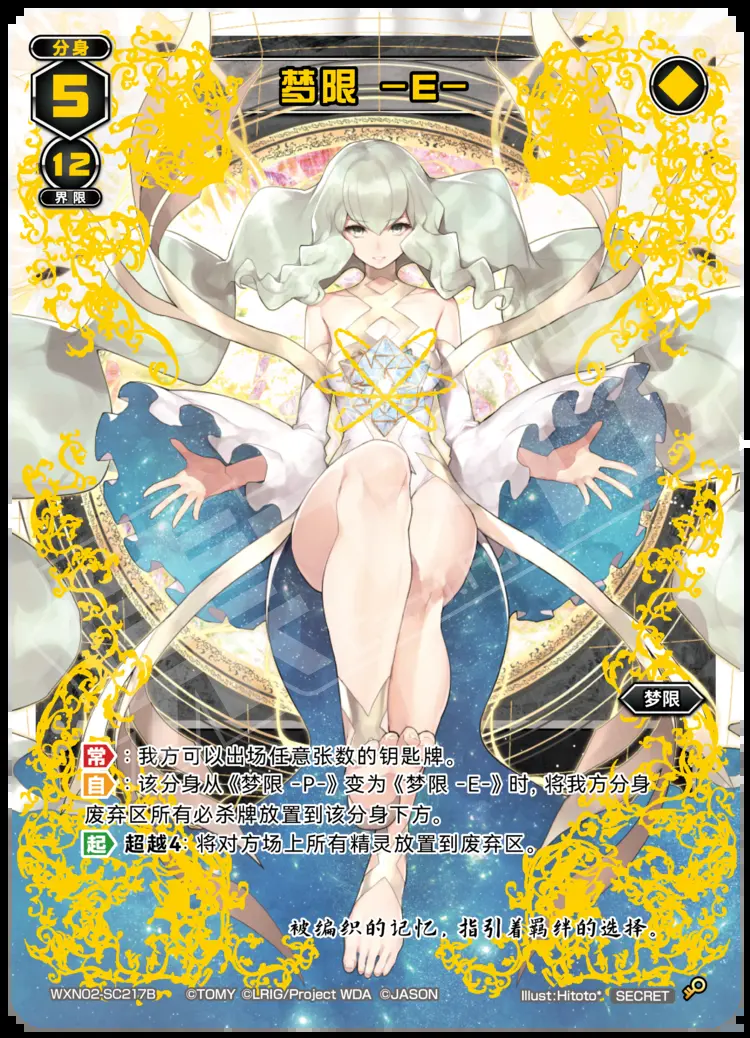 分身
5
梦限 -E-
12
界限
梦限
常：我方可以出场任意张数的钥匙牌。
自：该分身从《梦限 -P-》变为《梦限 -E-》时，将我方分身
废弃区所有必杀牌放置到该分身下方。
起 超越4：将对方场上所有精灵放置到废弃区。
被编织的记忆，指引着羁绊的选择。
WXN02-SC217B ©TOMY ©LRIG/Project WDA ©JASON Illust:Hitoto* SECRET